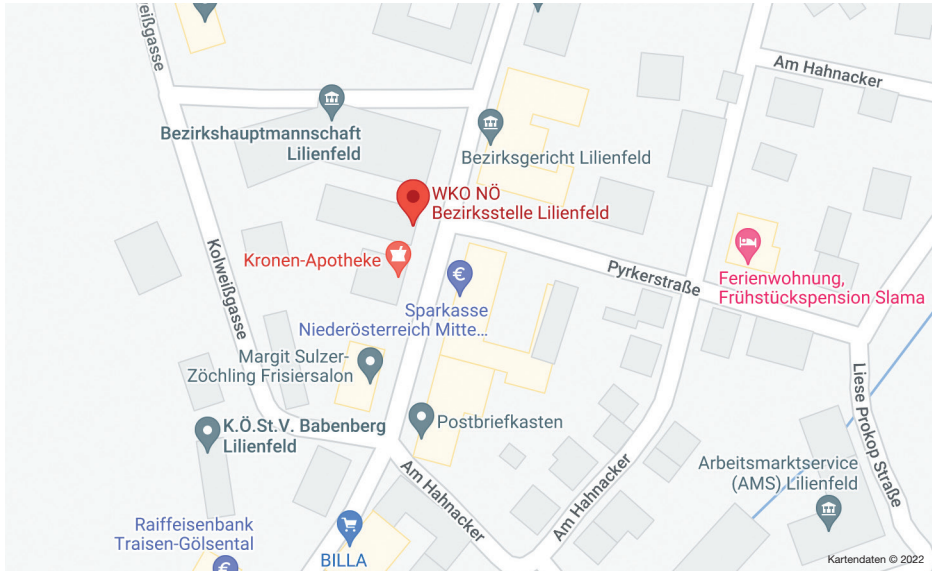 Kolweißgasse
Am Hahnacker
Bezirkshauptmannschaft
Lilienfeld
Bezirksgericht Lilienfeld
WKO NÖ
Bezirksstelle Lilienfeld
Kronen-Apotheke
Kolweißgasse
€
Pyrkerstraße
Ferienwohnung,
Frühstückspension Slama
Sparkasse
Niederösterreich Mitte...
Margit Sulzer-
Zöchling Frisiersalon
Liese Prokop Straße
K.Ö.St.V. Babenberg
Lilienfeld
Postbriefkasten
Am Hahnacker
Am Hahnacker
Arbeitsmarktservice
(AMS) Lilienfeld
Raiffeisenbank
Traisen-Gölsental
€
BILLA
Kartendaten © 2022